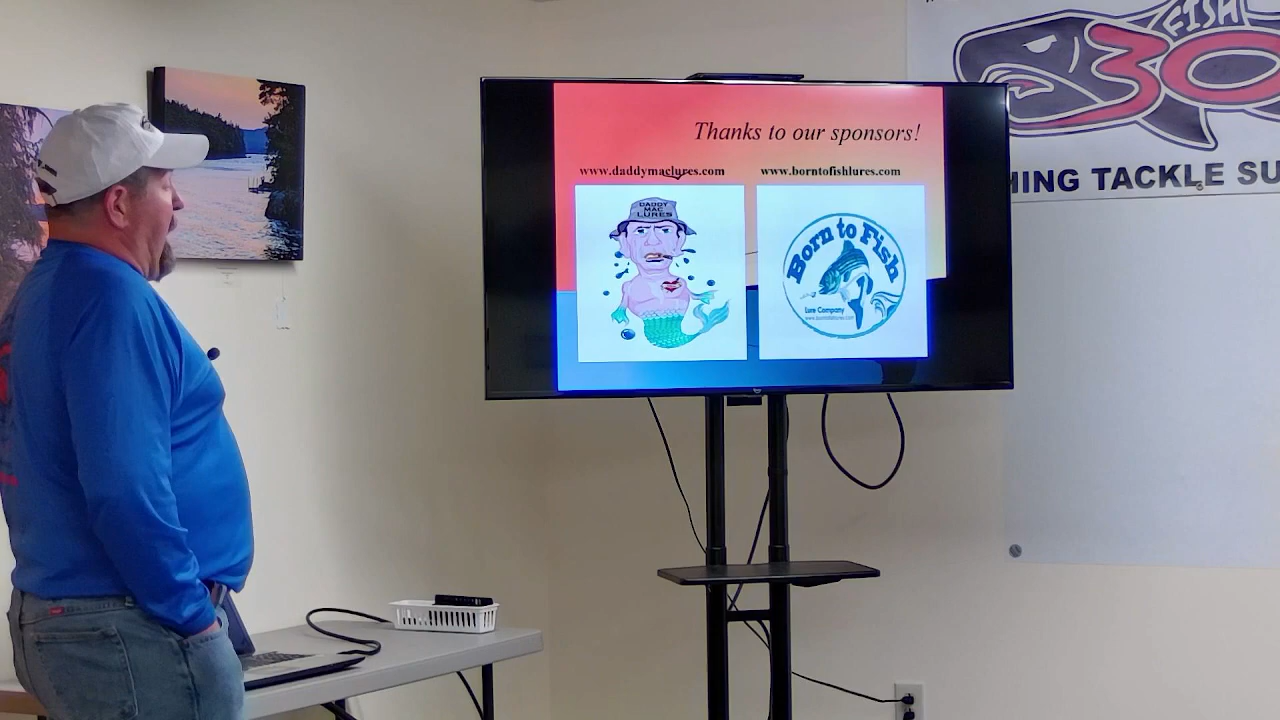 Thanks to our sponsors!
www.daddymaclures.com
www.borntofishlures.com
DADDY
MAC
LURES
Born to Fish
Lure Company
FISH
30
HING TACKLE SU